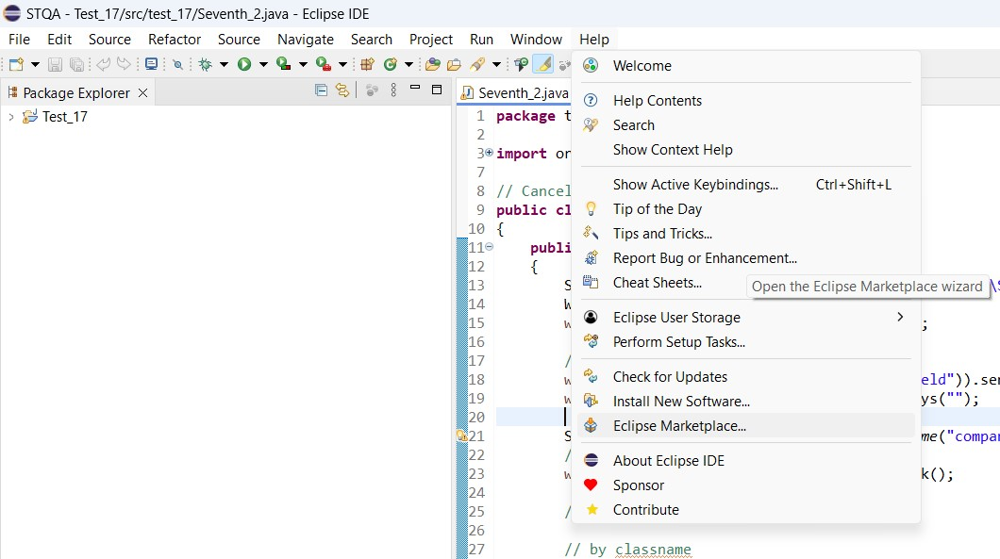 STQA - Test_17/src/test_17/Seventh_2.java - Eclipse IDE
File Edit Source Refactor Source Navigate Search Project Run Window Help
Package Explorer
Test_17
Seventh_2.java
1 package t
2
3 import or
7
8 // Cancel
9 public cl
10 {
11 publi
12 {
13 S
14 W
15 w ;
16
17 /
18 w eld")).ser
19 w ys("");
20
21 S me("compar
22 /
23 w k();
24
25 /
26
27 // by classname
Welcome
Help Contents
Search
Show Context Help
Show Active Keybindings... Ctrl+Shift+L
Tip of the Day
Tips and Tricks...
Report Bug or Enhancement...
Cheat Sheets...
Open the Eclipse Marketplace wizard
Eclipse User Storage
Perform Setup Tasks...
Check for Updates
Install New Software...
Eclipse Marketplace...
About Eclipse IDE
Sponsor
Contribute